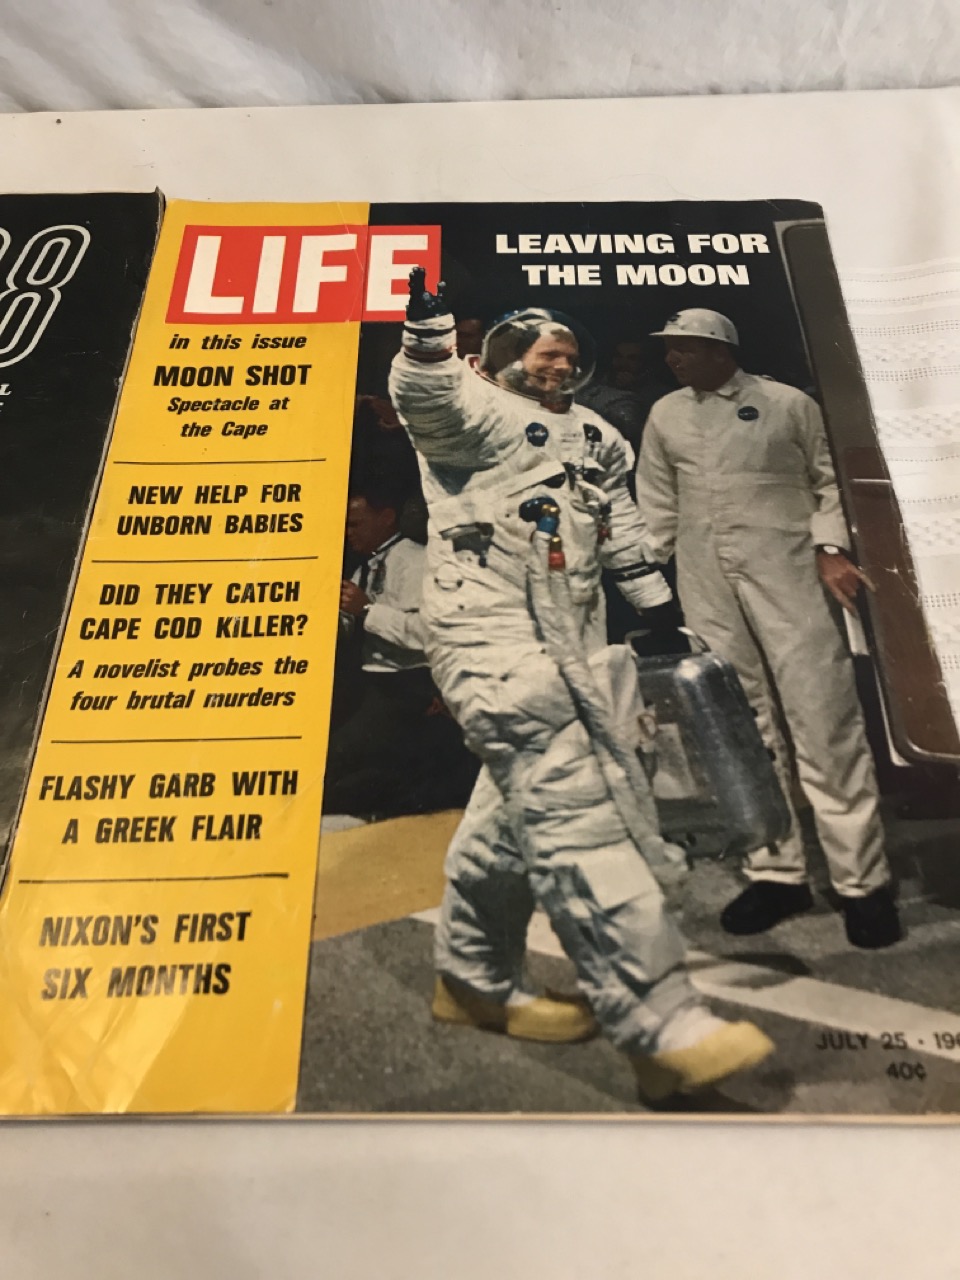 8
LIFE
LEAVING FOR
THE MOON
in this issue
MOON SHOT
Spectacle at
the Cape
NEW HELP FOR
UNBORN BABIES
DID THEY CATCH
CAPE COD KILLER?
A novelist probes the
four brutal murders
FLASHY GARB WITH
A GREEK FLAIR
NIXON'S FIRST
SIX MONTHS
JULY 25 · 196
40¢